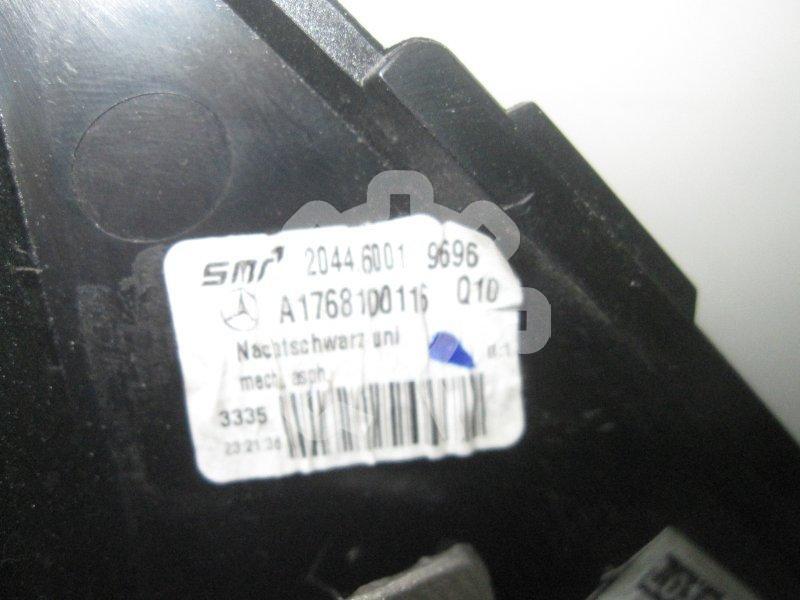 smr 2044 6001 9696
A1768100116 Q10
Nachtschwarz uni
mech. asph.
3335
23:21:36